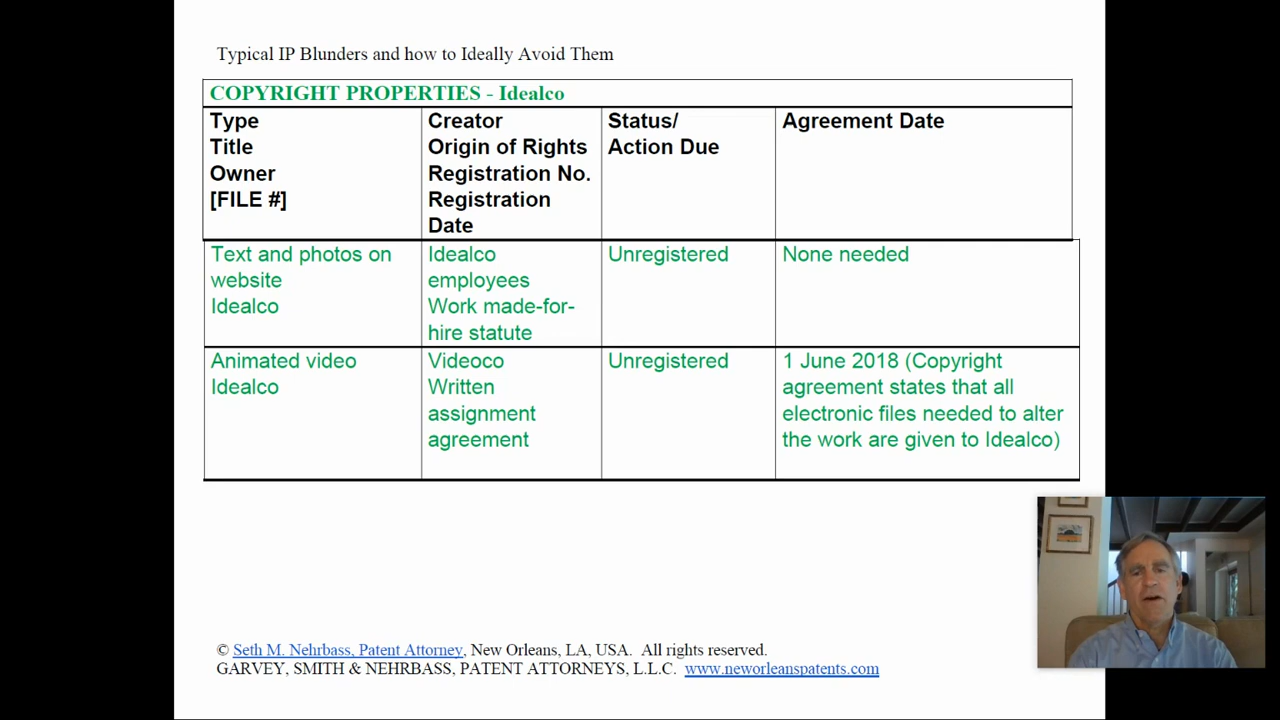 Typical IP Blunders and how to Ideally Avoid Them
COPYRIGHT PROPERTIES - Idealco
Type
Title
Owner
[FILE #]
Creator
Origin of Rights
Registration No.
Registration
Date
Status/
Action Due
Agreement Date
Text and photos on
website
Idealco
Idealco
employees
Work made-for-
hire statute
Unregistered
None needed
Animated video
Idealco
Videoco
Written
assignment
agreement
Unregistered
1 June 2018 (Copyright
agreement states that all
electronic files needed to alter
the work are given to Idealco)
© Seth M. Nehrbass, Patent Attorney, New Orleans, LA, USA.  All rights reserved.
GARVEY, SMITH & NEHRBASS, PATENT ATTORNEYS, L.L.C.  www.neworleanspatents.com